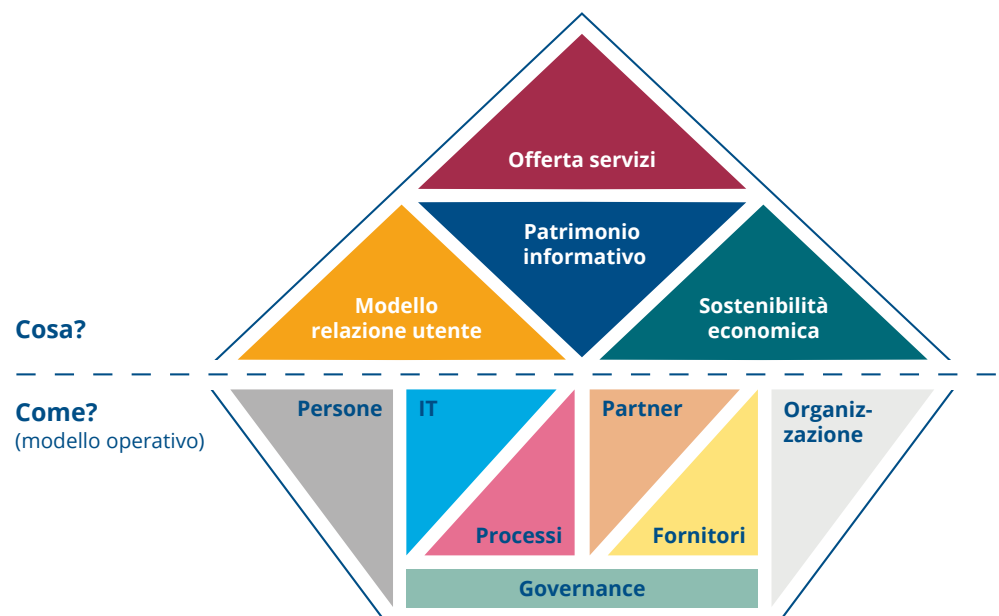 Offerta servizi
Patrimonio
informativo
Modello
relazione utente
Sostenibilità
economica
Cosa?
Come?
(modello operativo)
Persone
IT
Partner
Organiz-
zazione
Processi
Fornitori
Governance